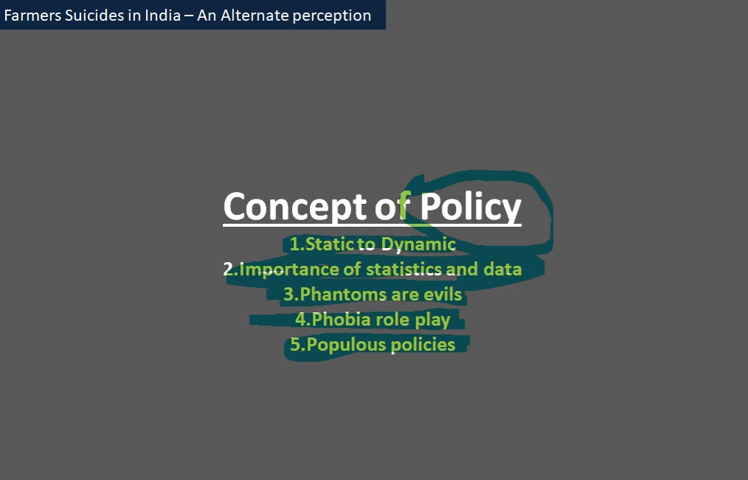 Farmers Suicides in India – An Alternate perception
Concept of Policy
1.Static to Dynamic
2.Importance of statistics and data
3.Phantoms are evils
4.Phobia role play
5.Populous policies